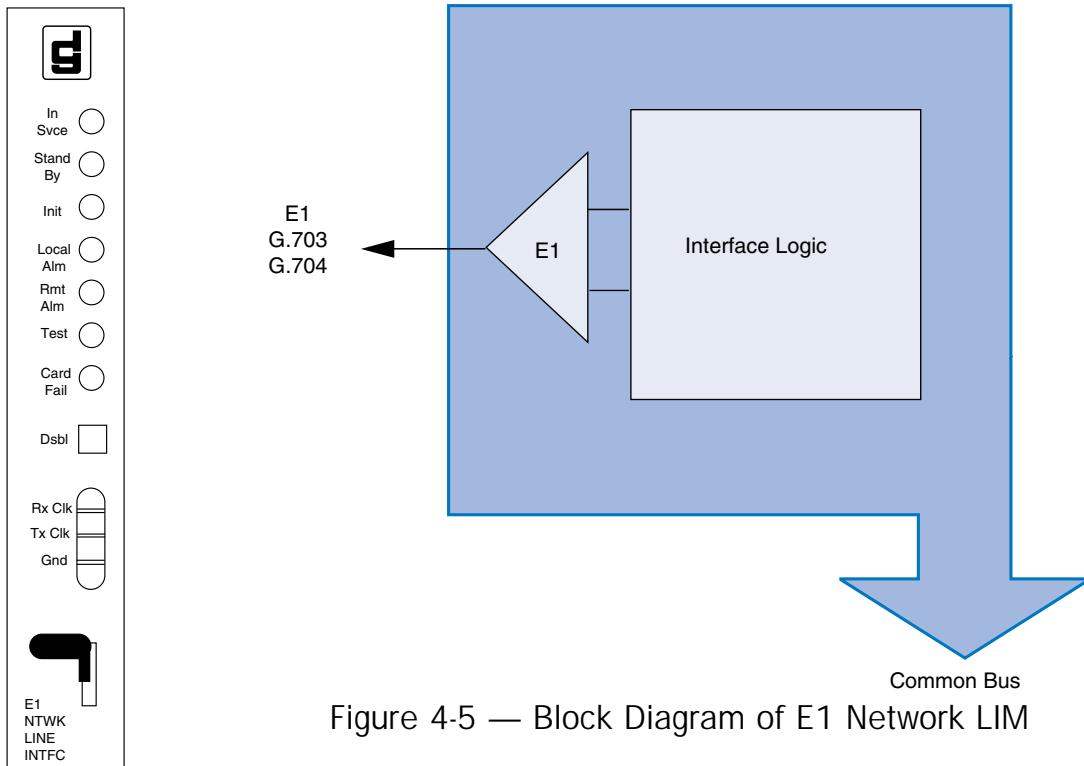 In
Svce
Stand
By
Init
Local
Alm
Rmt
Alm
Test
Card
Fail
Dsbl
Rx Clk
Tx Clk
Gnd
E1
NTWK
LINE
INTFC
E1
G.703
G.704
E1
Interface Logic
Common Bus
Figure 4-5 — Block Diagram of E1 Network LIM